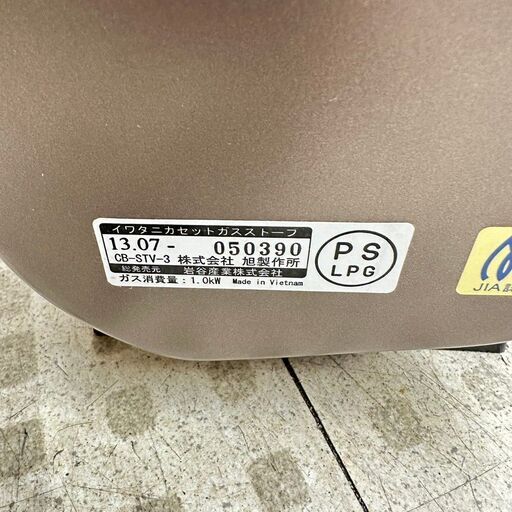 イワタニカセットガスストーブ
13.07- 050390
CB-STV-3 株式会社 旭製作所
総発売元 岩谷産業株式会社
ガス消費量：1.0kW Made in Vietnam
PS
LPG
JIA